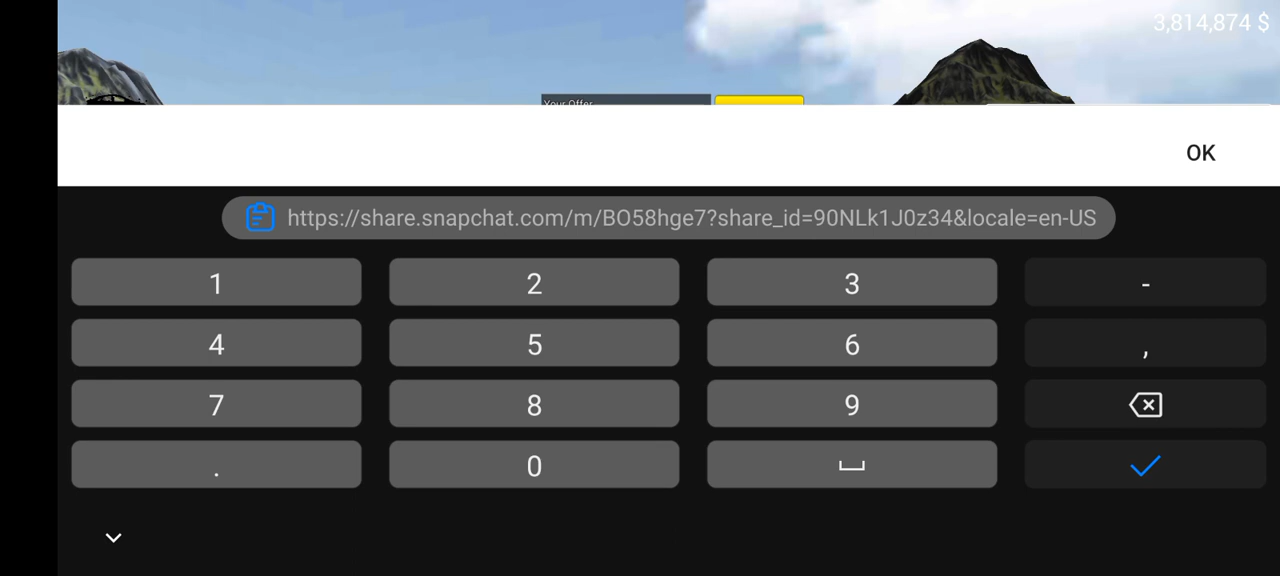 3,814,874 $
Your Offer
OK
https://share.snapchat.com/m/BO58hge7?share_id=90NLk1J0z34&locale=en-US
1 2 3 -
4 5 6 ,
7 8 9
. 0